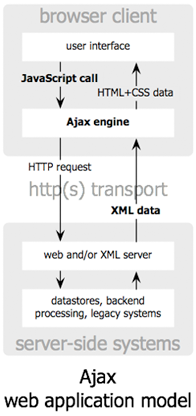 browser client
user interface
JavaScript call
HTML+CSS data
Ajax engine
HTTP request
http(s) transport
XML data
web and/or XML server
datastores, backend
processing, legacy systems
server-side systems
Ajax
web application model